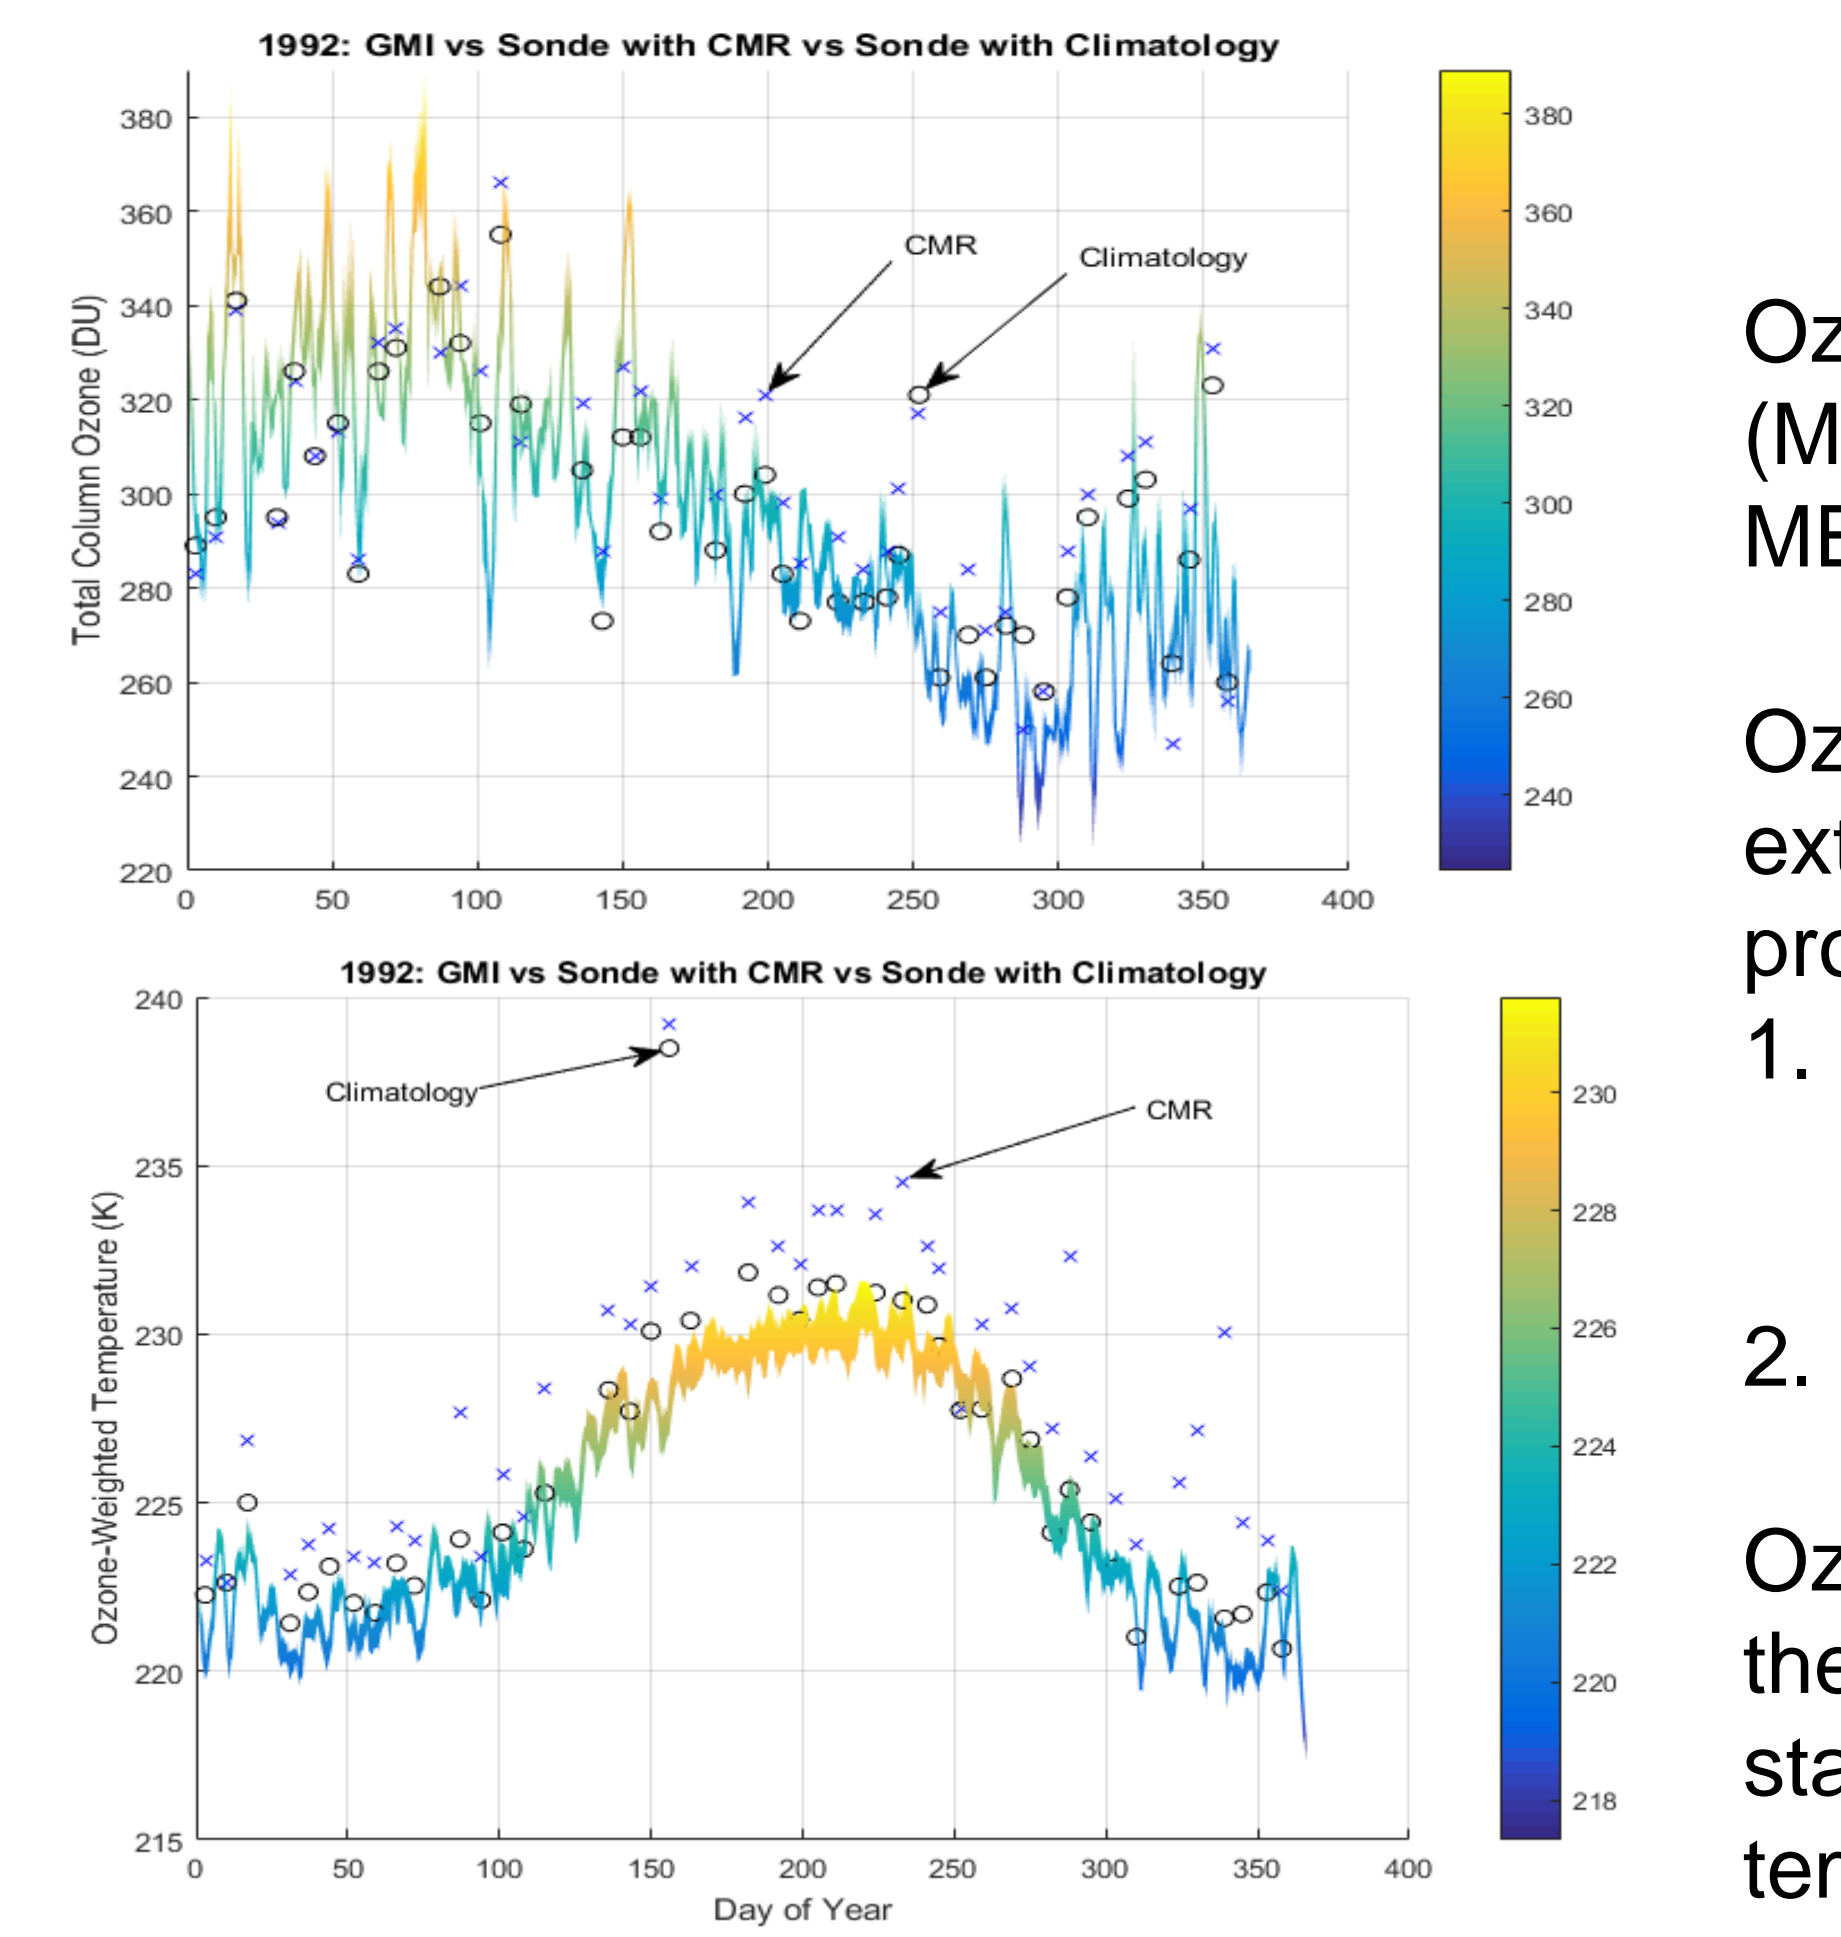 1992: GMI vs Sonde with CMR vs Sonde with Climatology
Total Column Ozone (DU)
380
360
340
320
300
280
260
240
220
0 50 100 150 200 250 300 350 400
CMR
Climatology
380
360
340
320
300
280
260
240
1992: GMI vs Sonde with CMR vs Sonde with Climatology
Ozone-Weighted Temperature (K)
240
235
230
225
220
215
0 50 100 150 200 250 300 350 400
Day of Year
Climatology
CMR
230
228
226
224
222
220
218
Oz
(M
ME
Oz
ext
pro
1.
2.
Oz
the
sta
ter